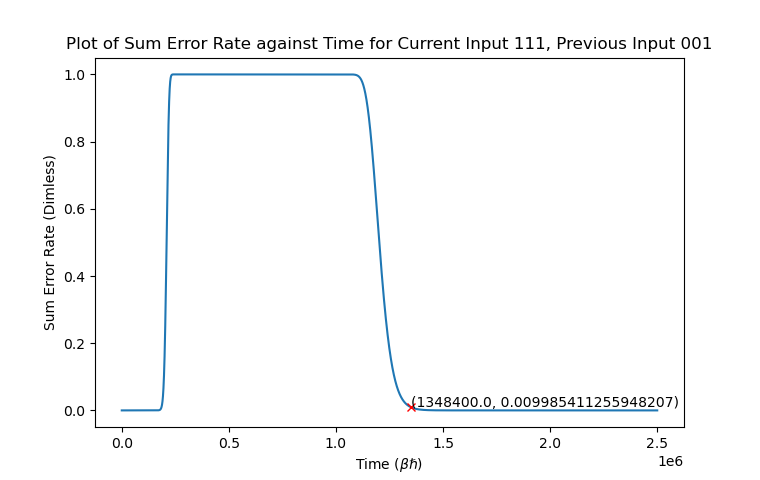 Plot of Sum Error Rate against Time for Current Input 111, Previous Input 001
Sum Error Rate (Dimless)
1.0
0.8
0.6
0.4
0.2
0.0
(1348400.0, 0.009985411255948207)
0.0 0.5 1.0 1.5 2.0 2.5
1e6
Time (βℏ)